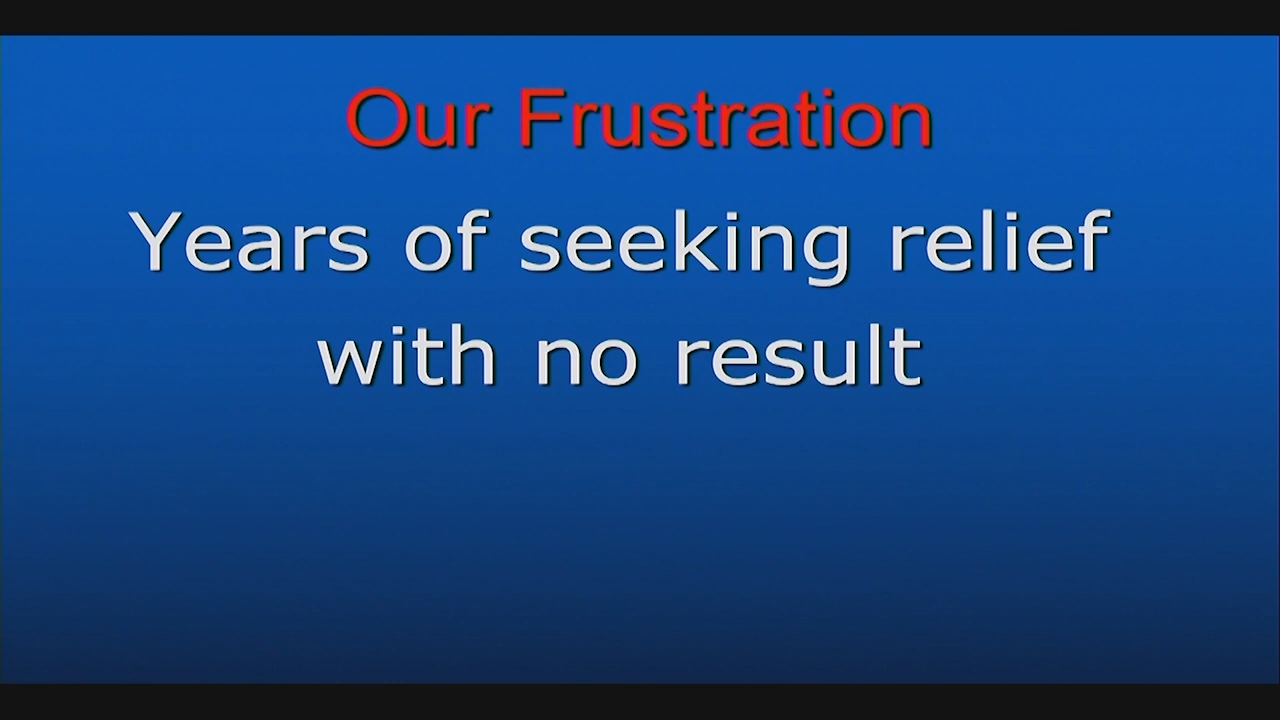 Our Frustration
Years of seeking relief
with no result